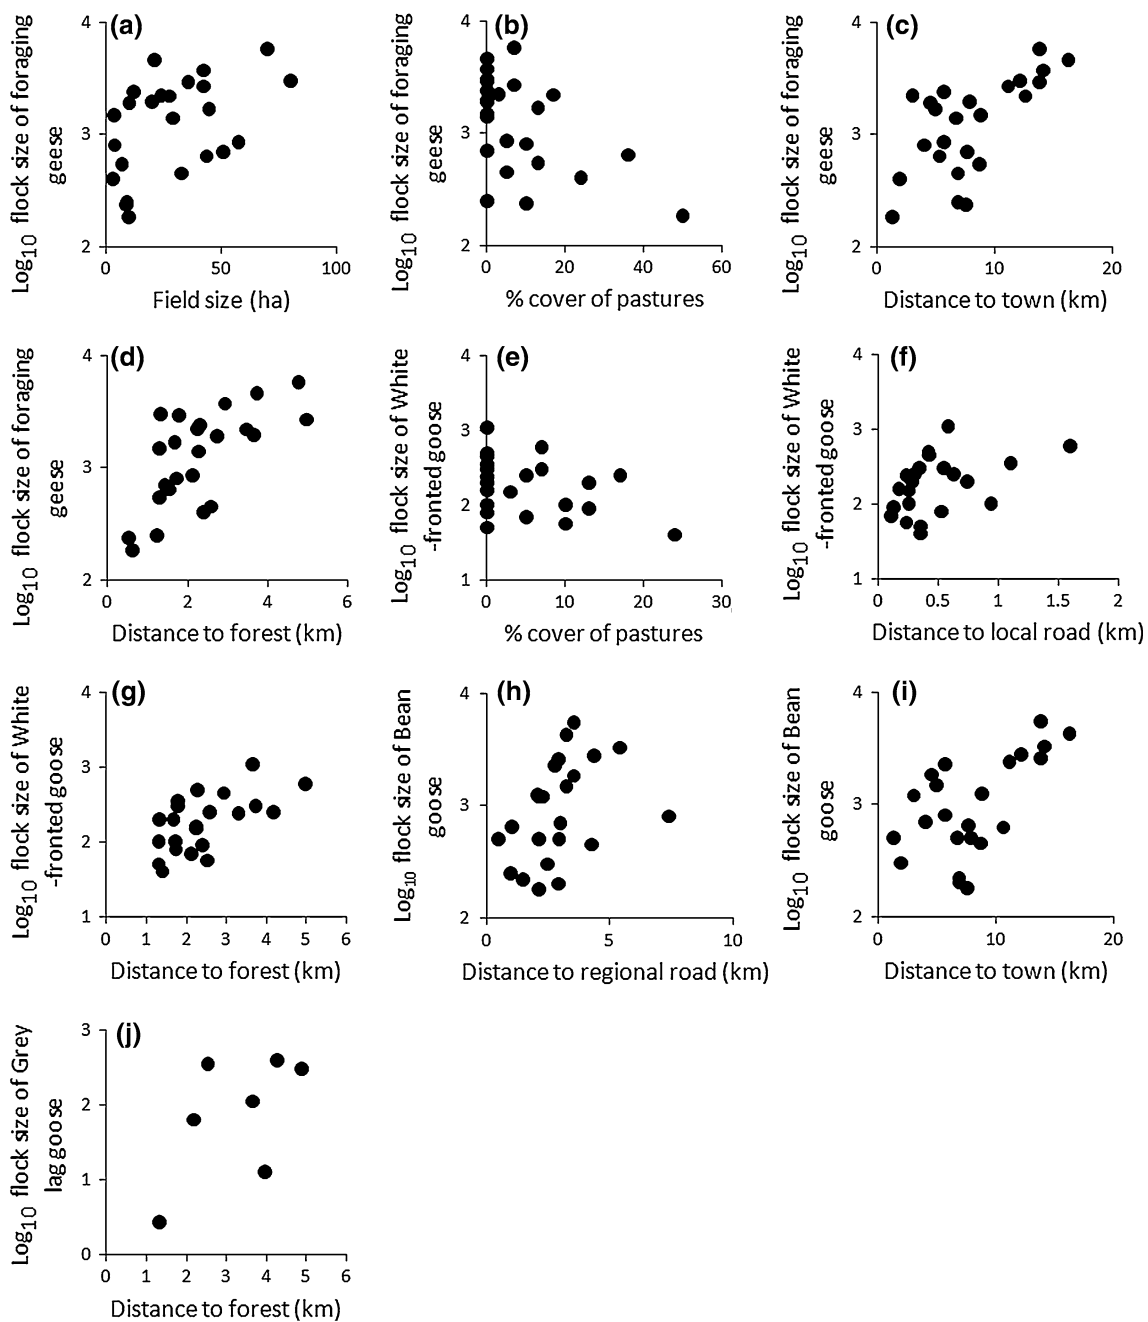 (a)
Log10 flock size of foraging
geese
4
3
2
0 50 100
Field size (ha)
(b)
Log10 flock size of foraging
geese
4
3
2
0 20 40 60
% cover of pastures
(c)
Log10 flock size of foraging
geese
4
3
2
0 10 20
Distance to town (km)
(d)
Log10 flock size of foraging
geese
4
3
2
0 2 4 6
Distance to forest (km)
(e)
Log10 flock size of White
-fronted goose
4
3
2
1
0 10 20 30
% cover of pastures
(f)
Log10 flock size of White
-fronted goose
4
3
2
1
0 0.5 1 1.5 2
Distance to local road (km)
(g)
Log10 flock size of White
-fronted goose
4
3
2
1
0 1 2 3 4 5 6
Distance to forest (km)
(h)
Log10 flock size of Bean
goose
4
3
2
0 5 10
Distance to regional road (km)
(i)
Log10 flock size of Bean
goose
4
3
2
0 10 20
Distance to town (km)
(j)
Log10 flock size of Grey
lag goose
3
2
1
0
0 1 2 3 4 5 6
Distance to forest (km)